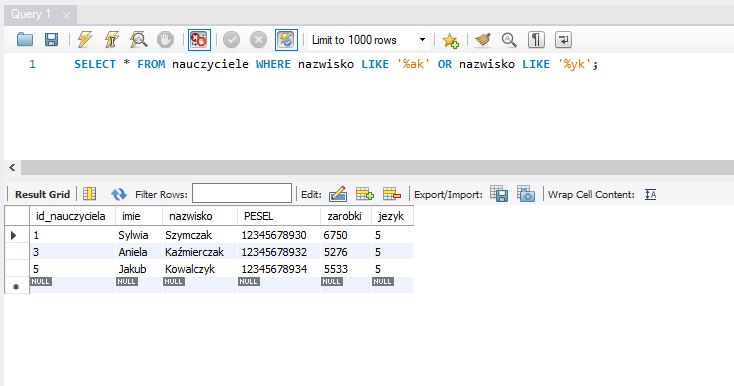 Query 1
Limit to 1000 rows
1 SELECT * FROM nauczyciele WHERE nazwisko LIKE '%ak' OR nazwisko LIKE '%yk';
Result Grid Filter Rows: Edit: Export/Import: Wrap Cell Content: IA
id_nauczyciela imie nazwisko PESEL zarobki jezyk
1 Sylwia Szymczak 12345678930 6750 5
3 Aniela Kaźmierczak 12345678932 5276 5
5 Jakub Kowalczyk 12345678934 5533 5
NULL NULL NULL NULL NULL NULL